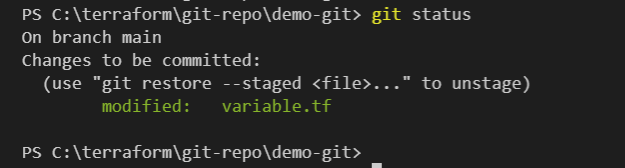 PS C:\terraform\git-repo\demo-git> git status
On branch main
Changes to be committed:
  (use "git restore --staged <file>..." to unstage)
        modified:   variable.tf

PS C:\terraform\git-repo\demo-git>